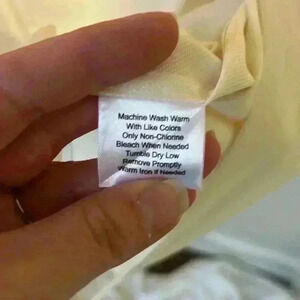 Machine Wash Warm
With Like Colors
Only Non-Chlorine
Bleach When Needed
Tumble Dry Low
Remove Promptly
Warm Iron if Needed